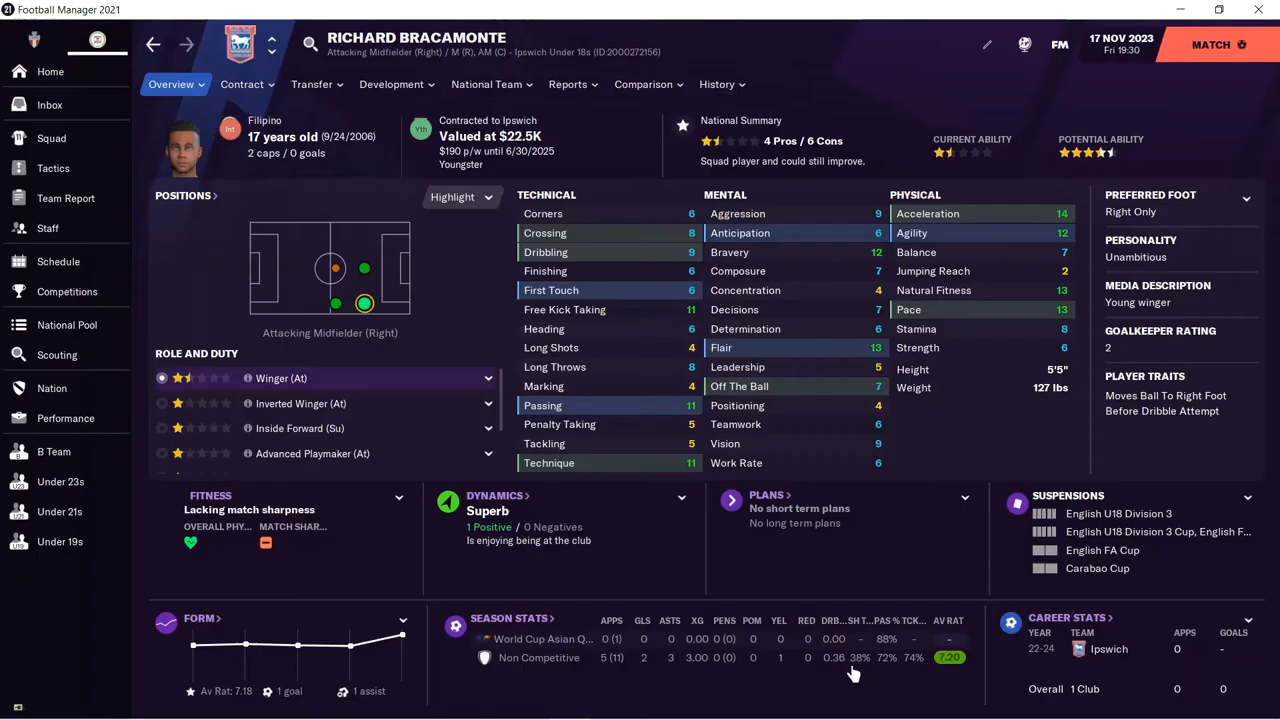 Football Manager 2021
RICHARD BRACAMONTE
Attacking Midfielder (Right) / M (R), AM (C) - Ipswich Under 18s (ID:2000272156)
FM
17 NOV 2023
Fri 19:30
MATCH
Home
Inbox
Squad
Tactics
Team Report
Staff
Schedule
Competitions
National Pool
Scouting
Nation
Performance
B Team
Under 23s
Under 21s
Under 19s
Overview
Contract
Transfer
Development
National Team
Reports
Comparison
History
Int
Filipino
17 years old (9/24/2006)
2 caps / 0 goals
Yth
Contracted to Ipswich
Valued at $22.5K
$190 p/w until 6/30/2025
Youngster
National Summary
4 Pros / 6 Cons
Squad player and could still improve.
CURRENT ABILITY
POTENTIAL ABILITY
POSITIONS
Highlight
Attacking Midfielder (Right)
ROLE AND DUTY
Winger (At)
Inverted Winger (At)
Inside Forward (Su)
Advanced Playmaker (At)
TECHNICAL
Corners 6
Crossing 8
Dribbling 9
Finishing 6
First Touch 6
Free Kick Taking 11
Heading 6
Long Shots 4
Long Throws 8
Marking 4
Passing 11
Penalty Taking 5
Tackling 5
Technique 11
MENTAL
Aggression 9
Anticipation 6
Bravery 12
Composure 7
Concentration 4
Decisions 7
Determination 6
Flair 13
Leadership 5
Off The Ball 7
Positioning 4
Teamwork 6
Vision 9
Work Rate 6
PHYSICAL
Acceleration 14
Agility 12
Balance 7
Jumping Reach 2
Natural Fitness 13
Pace 13
Stamina 8
Strength 6
Height 5'5"
Weight 127 lbs
PREFERRED FOOT
Right Only
PERSONALITY
Unambitious
MEDIA DESCRIPTION
Young winger
GOALKEEPER RATING
2
PLAYER TRAITS
Moves Ball To Right Foot
Before Dribble Attempt
FITNESS
Lacking match sharpness
OVERALL PHY... MATCH SHAR...
DYNAMICS
Superb
1 Positive / 0 Negatives
Is enjoying being at the club
PLANS
No short term plans
No long term plans
SUSPENSIONS
English U18 Division 3
English U18 Division 3 Cup, English F...
English FA Cup
Carabao Cup
FORM
Av Rat: 7.18 1 goal 1 assist
SEASON STATS APPS GLS ASTS XG PENS POM YEL RED DRB... SH T... PAS % TCK... AV RAT
World Cup Asian Q... 0 (1) 0 0 0.00 0 (0) 0 0 0 0.00 - 88% - -
Non Competitive 5 (11) 2 3 3.00 0 (0) 0 1 0 0.36 38% 72% 74% 7.20
CAREER STATS
YEAR TEAM APPS GOALS
22-24 Ipswich 0 -
Overall 1 Club 0 0